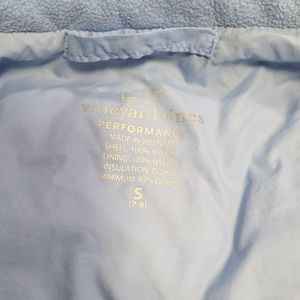 vineyard vines
PERFORMANCE
MADE IN VIETNAM
SHELL: 100% NYLON
LINING: 100% NYLON
INSULATION: DOWN
MINIMUM 90% DOWN
S
(7-8)